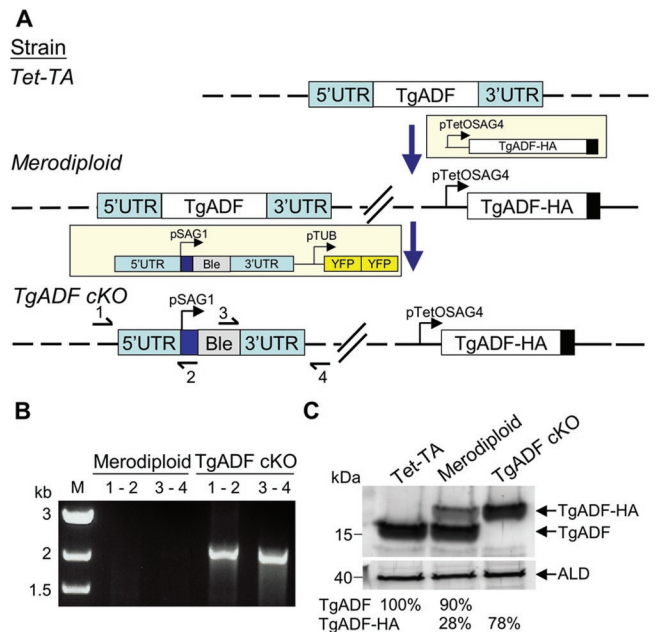 A
Strain
Tet-TA
5'UTR TgADF 3'UTR
pTetOSAG4
TgADF-HA
Merodiploid
pTetOSAG4
5'UTR TgADF 3'UTR
TgADF-HA
pSAG1 pTUB
5'UTR Ble 3'UTR YFP YFP
TgADF cKO
pSAG1
pTetOSAG4
1 3
5'UTR Ble 3'UTR
TgADF-HA
2 4
B
Merodiploid TgADF cKO
kb M 1 - 2 3 - 4 1 - 2 3 - 4
3
2
1.5
C
Tet-TA Merodiploid TgADF cKO
kDa
TgADF-HA
15 TgADF
40 ALD
TgADF 100% 90%
TgADF-HA 28% 78%